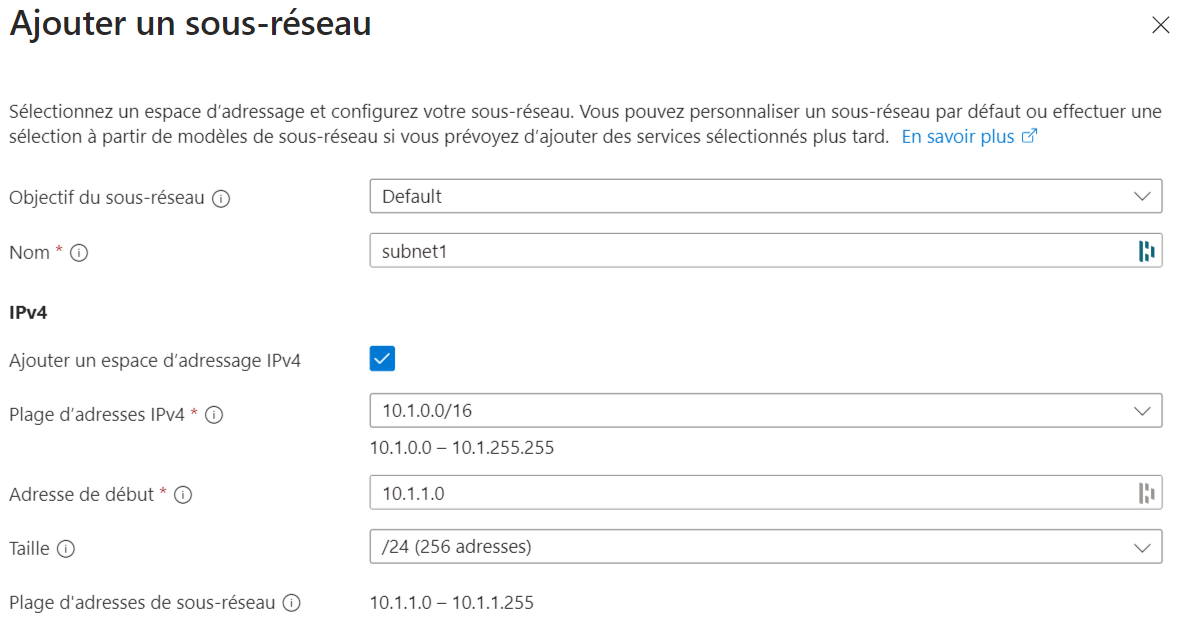 Ajouter un sous-réseau
Sélectionnez un espace d’adressage et configurez votre sous-réseau. Vous pouvez personnaliser un sous-réseau par défaut ou effectuer une
sélection à partir de modèles de sous-réseau si vous prévoyez d’ajouter des services sélectionnés plus tard. En savoir plus
Objectif du sous-réseau Default
Nom * subnet1
IPv4
Ajouter un espace d’adressage IPv4
Plage d’adresses IPv4 * 10.1.0.0/16
10.1.0.0 – 10.1.255.255
Adresse de début * 10.1.1.0
Taille /24 (256 adresses)
Plage d'adresses de sous-réseau 10.1.1.0 – 10.1.1.255